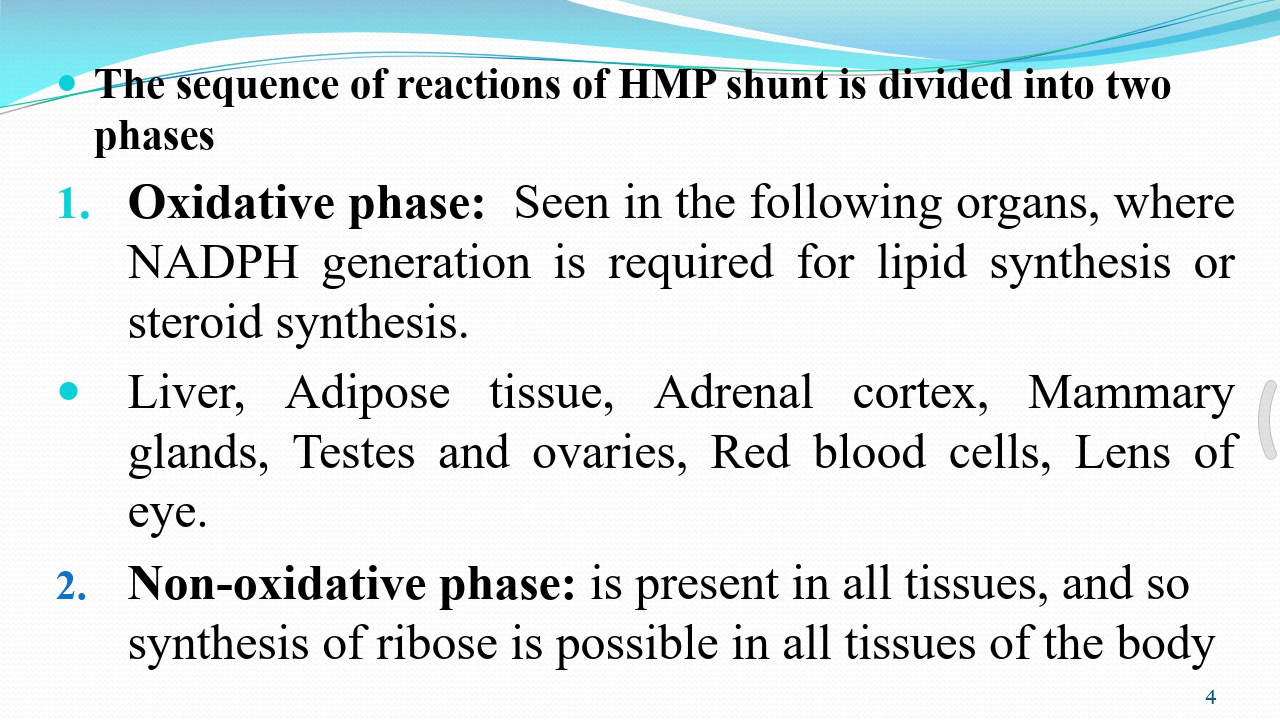 • The sequence of reactions of HMP shunt is divided into two
phases
1. Oxidative phase: Seen in the following organs, where
NADPH generation is required for lipid synthesis or
steroid synthesis.
• Liver, Adipose tissue, Adrenal cortex, Mammary
glands, Testes and ovaries, Red blood cells, Lens of
eye.
2. Non-oxidative phase: is present in all tissues, and so
synthesis of ribose is possible in all tissues of the body
4